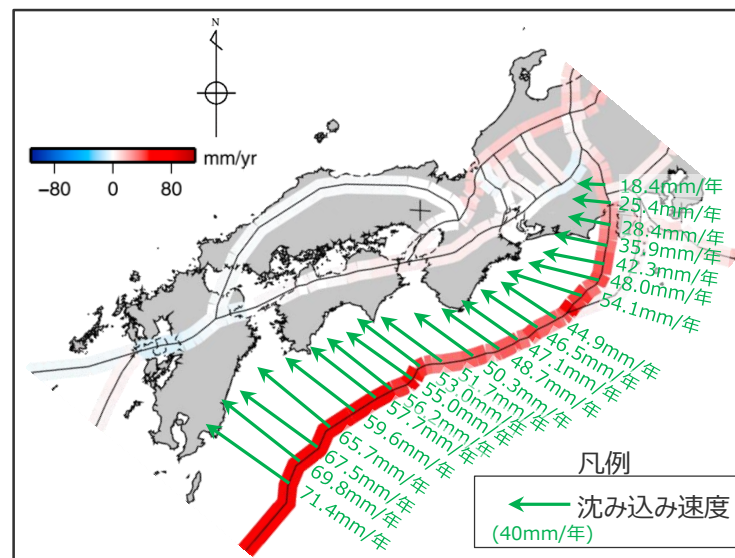 N
mm/yr
−80 0 80
18.4mm/年
25.4mm/年
28.4mm/年
35.9mm/年
42.3mm/年
48.0mm/年
54.1mm/年
44.9mm/年
46.5mm/年
47.1mm/年
48.7mm/年
50.3mm/年
51.7mm/年
53.0mm/年
55.0mm/年
56.2mm/年
57.7mm/年
59.6mm/年
65.7mm/年
67.5mm/年
69.8mm/年
71.4mm/年
凡例
沈み込み速度
(40mm/年)